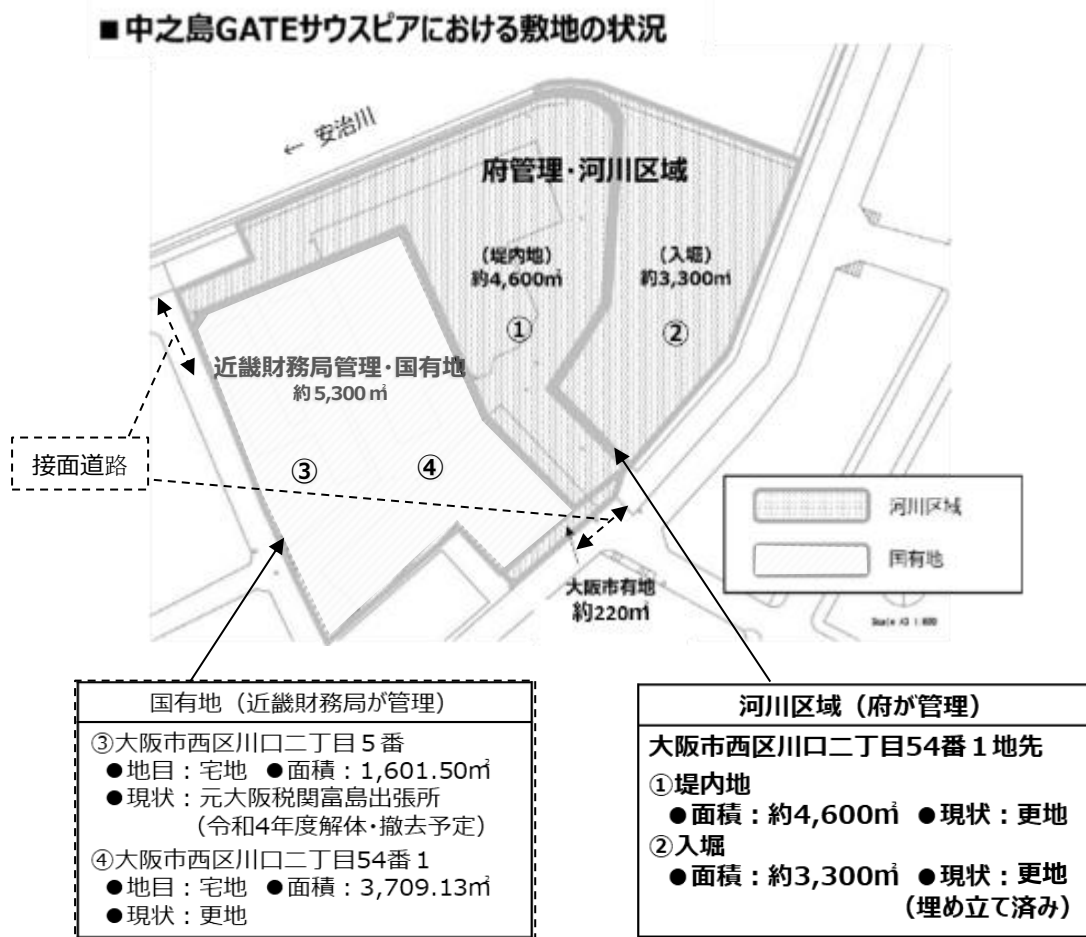 ■中之島GATEサウスピアにおける敷地の状況
← 安治川
府管理・河川区域
(堤内地)
約4,600㎡
①
(入堀)
約3,300㎡
②
近畿財務局管理・国有地
約5,300㎡
③
④
接面道路
大阪市有地
約220㎡
河川区域
国有地
Scale A3 1:800
国有地（近畿財務局が管理）
③大阪市西区川口二丁目５番
●地目：宅地 ●面積：1,601.50㎡
●現状：元大阪税関富島出張所
(令和4年度解体・撤去予定)
④大阪市西区川口二丁目54番１
●地目：宅地 ●面積：3,709.13㎡
●現状：更地
河川区域（府が管理）
大阪市西区川口二丁目54番１地先
①堤内地
●面積：約4,600㎡ ●現状：更地
②入堀
●面積：約3,300㎡ ●現状：更地
(埋め立て済み)